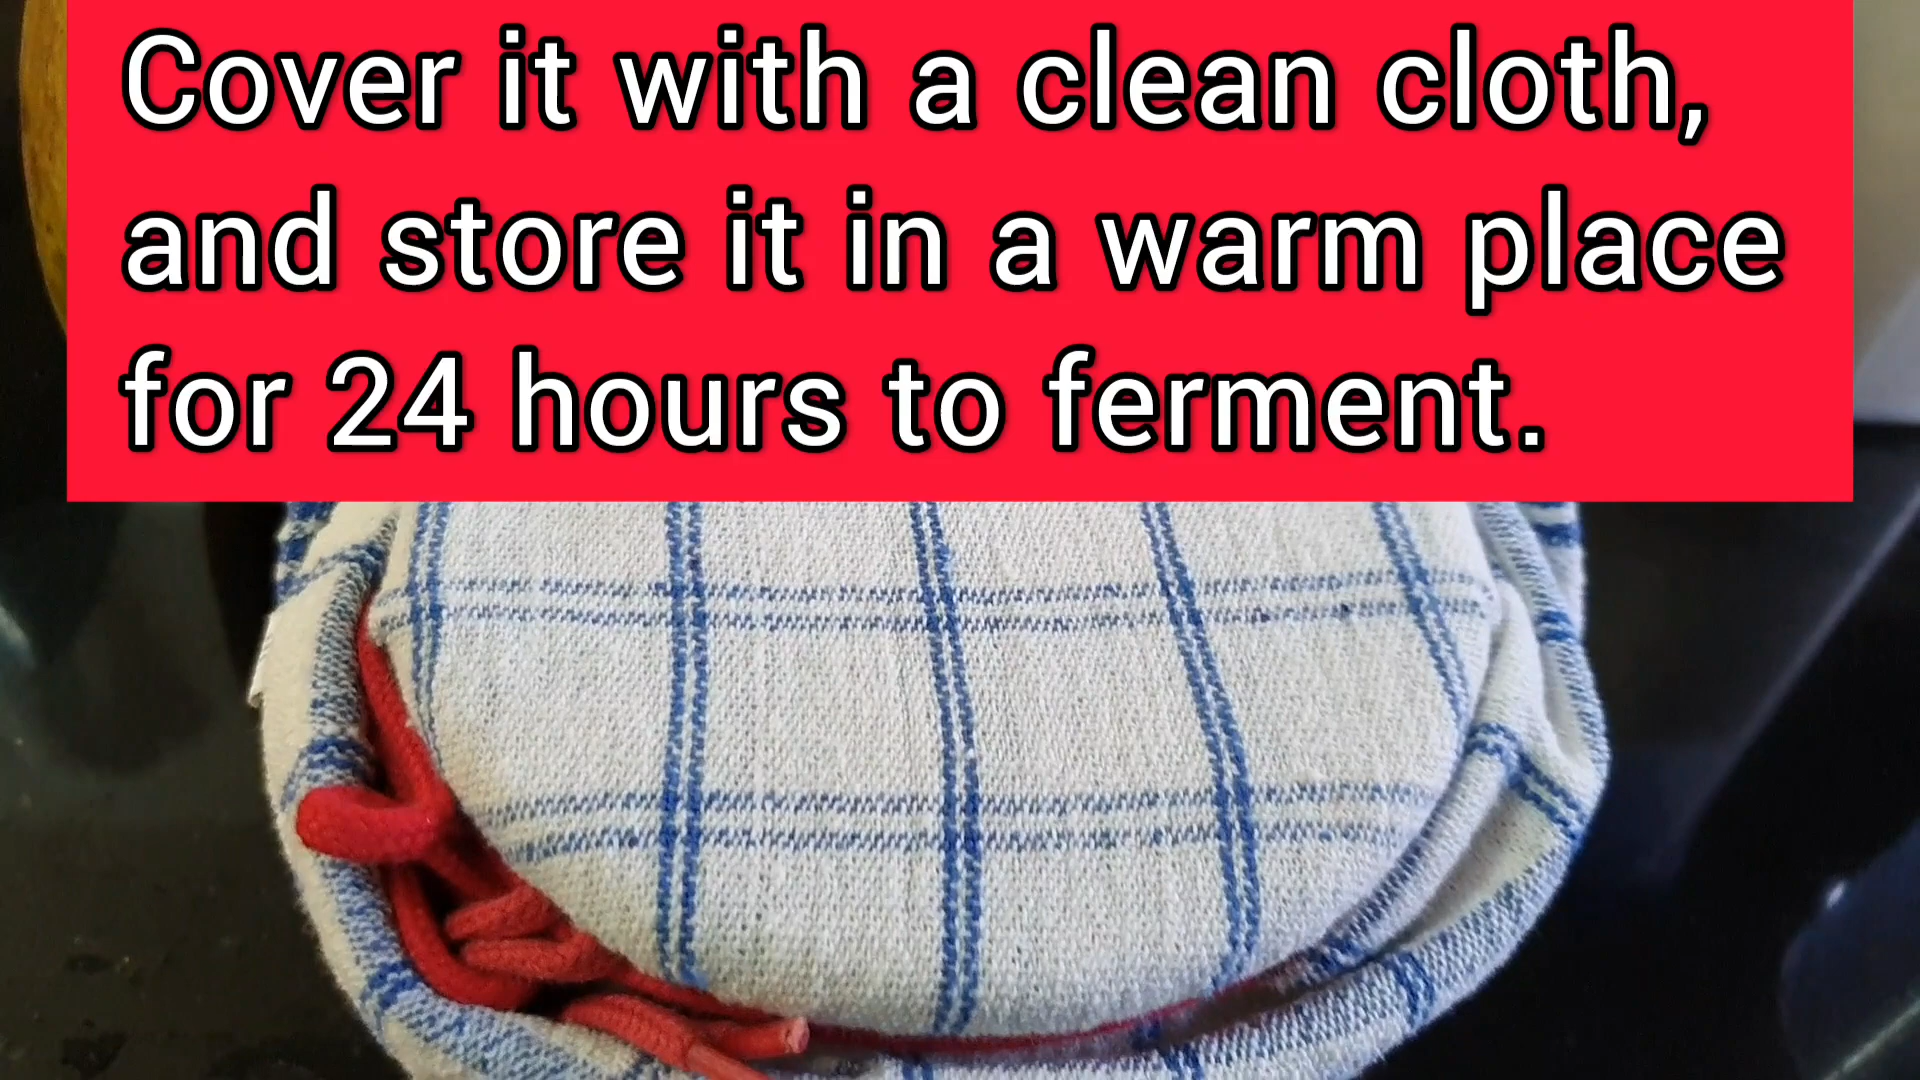 Cover it with a clean cloth,
and store it in a warm place
for 24 hours to ferment.